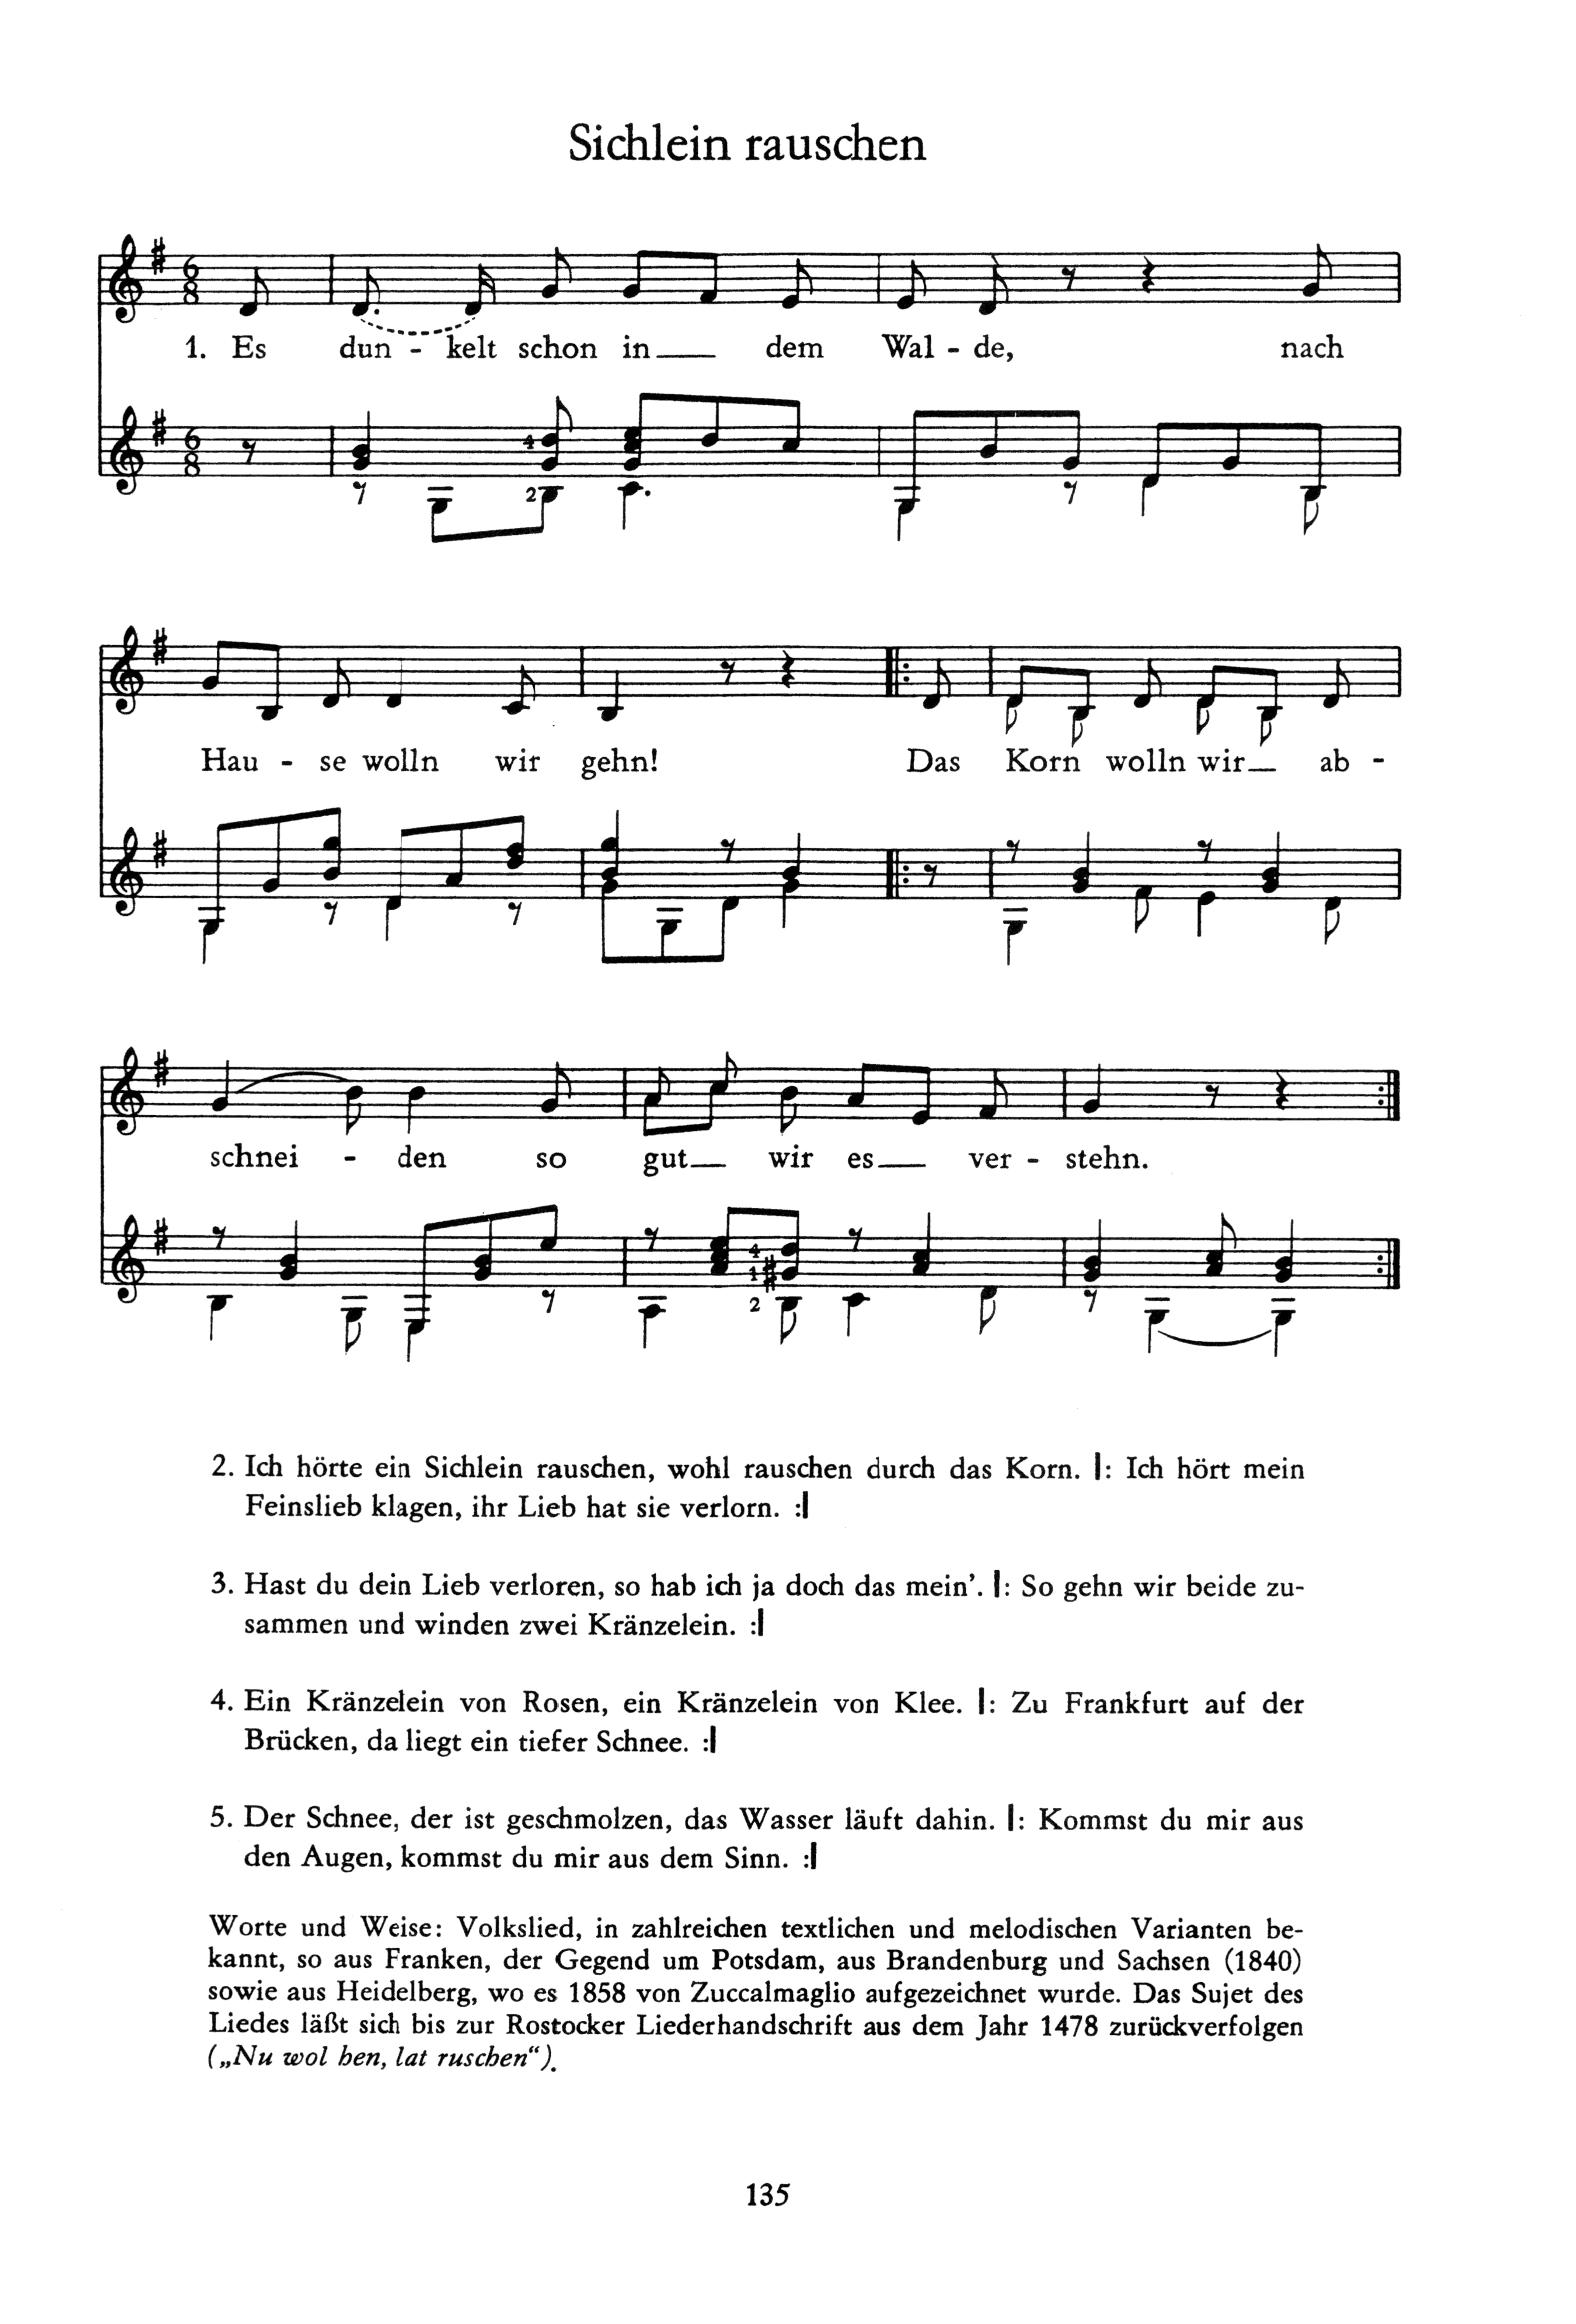 Sichlein rauschen
1. Es dun - kelt schon in dem Wal - de, nach
Hau - se wolln wir gehn! Das Korn wolln wir ab -
schnei - den so gut wir es ver - stehn.
2. Ich hörte ein Sichlein rauschen, wohl rauschen durch das Korn. |: Ich hört mein
Feinslieb klagen, ihr Lieb hat sie verlorn. :|
3. Hast du dein Lieb verloren, so hab ich ja doch das mein’. |: So gehn wir beide zu-
sammen und winden zwei Kränzelein. :|
4. Ein Kränzelein von Rosen, ein Kränzelein von Klee. |: Zu Frankfurt auf der
Brücken, da liegt ein tiefer Schnee. :|
5. Der Schnee, der ist geschmolzen, das Wasser läuft dahin. |: Kommst du mir aus
den Augen, kommst du mir aus dem Sinn. :|
Worte und Weise: Volkslied, in zahlreichen textlichen und melodischen Varianten be-
kannt, so aus Franken, der Gegend um Potsdam, aus Brandenburg und Sachsen (1840)
sowie aus Heidelberg, wo es 1858 von Zuccalmaglio aufgezeichnet wurde. Das Sujet des
Liedes läßt sich bis zur Rostocker Liederhandschrift aus dem Jahr 1478 zurückverfolgen
(„Nu wol hen, lat ruschen“).
135